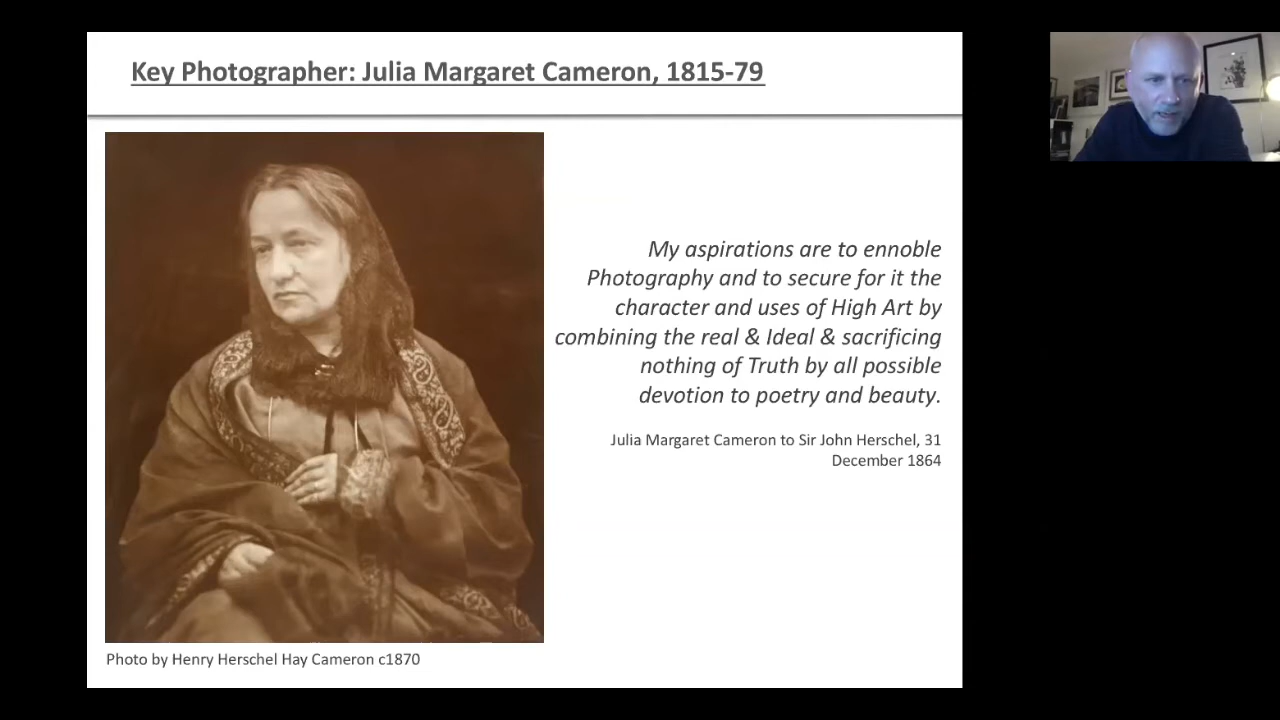 Key Photographer: Julia Margaret Cameron, 1815-79
My aspirations are to ennoble
Photography and to secure for it the
character and uses of High Art by
combining the real & Ideal & sacrificing
nothing of Truth by all possible
devotion to poetry and beauty.
Julia Margaret Cameron to Sir John Herschel, 31
December 1864
Photo by Henry Herschel Hay Cameron c1870